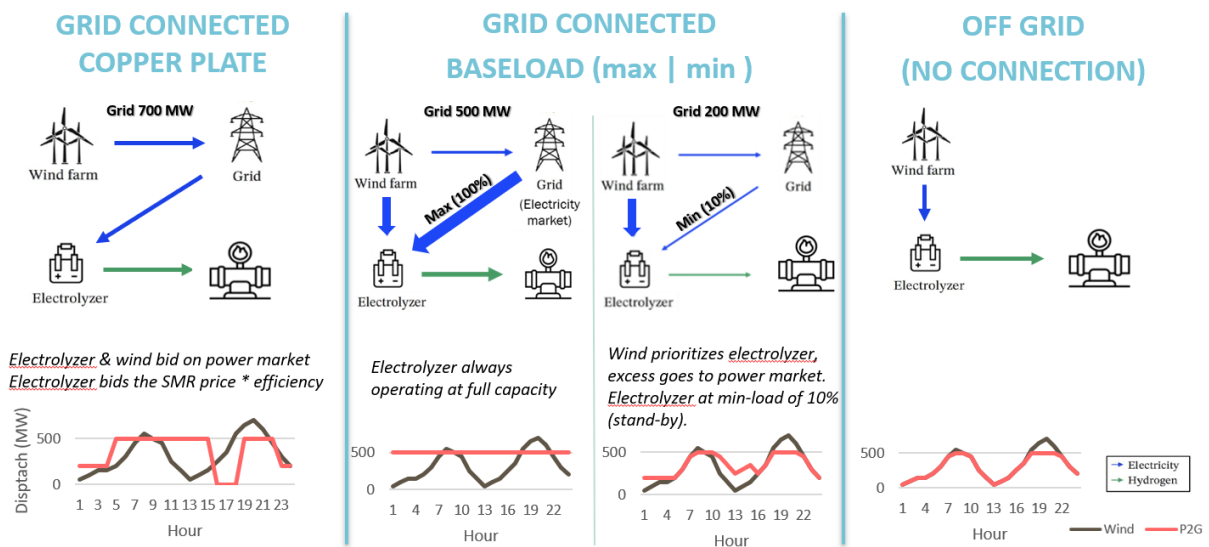 GRID CONNECTED
COPPER PLATE
Grid 700 MW
Wind farm
Grid
Electrolyzer
Electrolyzer & wind bid on power market
Electrolyzer bids the SMR price * efficiency
Disptach (MW)
500
0
1 3 5 7 9 11 13 15 17 19 21 23
Hour
GRID CONNECTED
BASELOAD (max | min )
Grid 500 MW
Wind farm
Grid
(Electricity
market)
Max (100%)
Electrolyzer
Electrolyzer always
operating at full capacity
500
0
1 4 7 10 13 16 19 22
Hour
Grid 200 MW
Wind farm
Grid
Min (10%)
Electrolyzer
Wind prioritizes electrolyzer,
excess goes to power market.
Electrolyzer at min-load of 10%
(stand-by).
500
0
1 4 7 10 13 16 19 22
Hour
OFF GRID
(NO CONNECTION)
Wind farm
Electrolyzer
500
0
1 4 7 10 13 16 19 22
Hour
Electricity
Hydrogen
Wind P2G